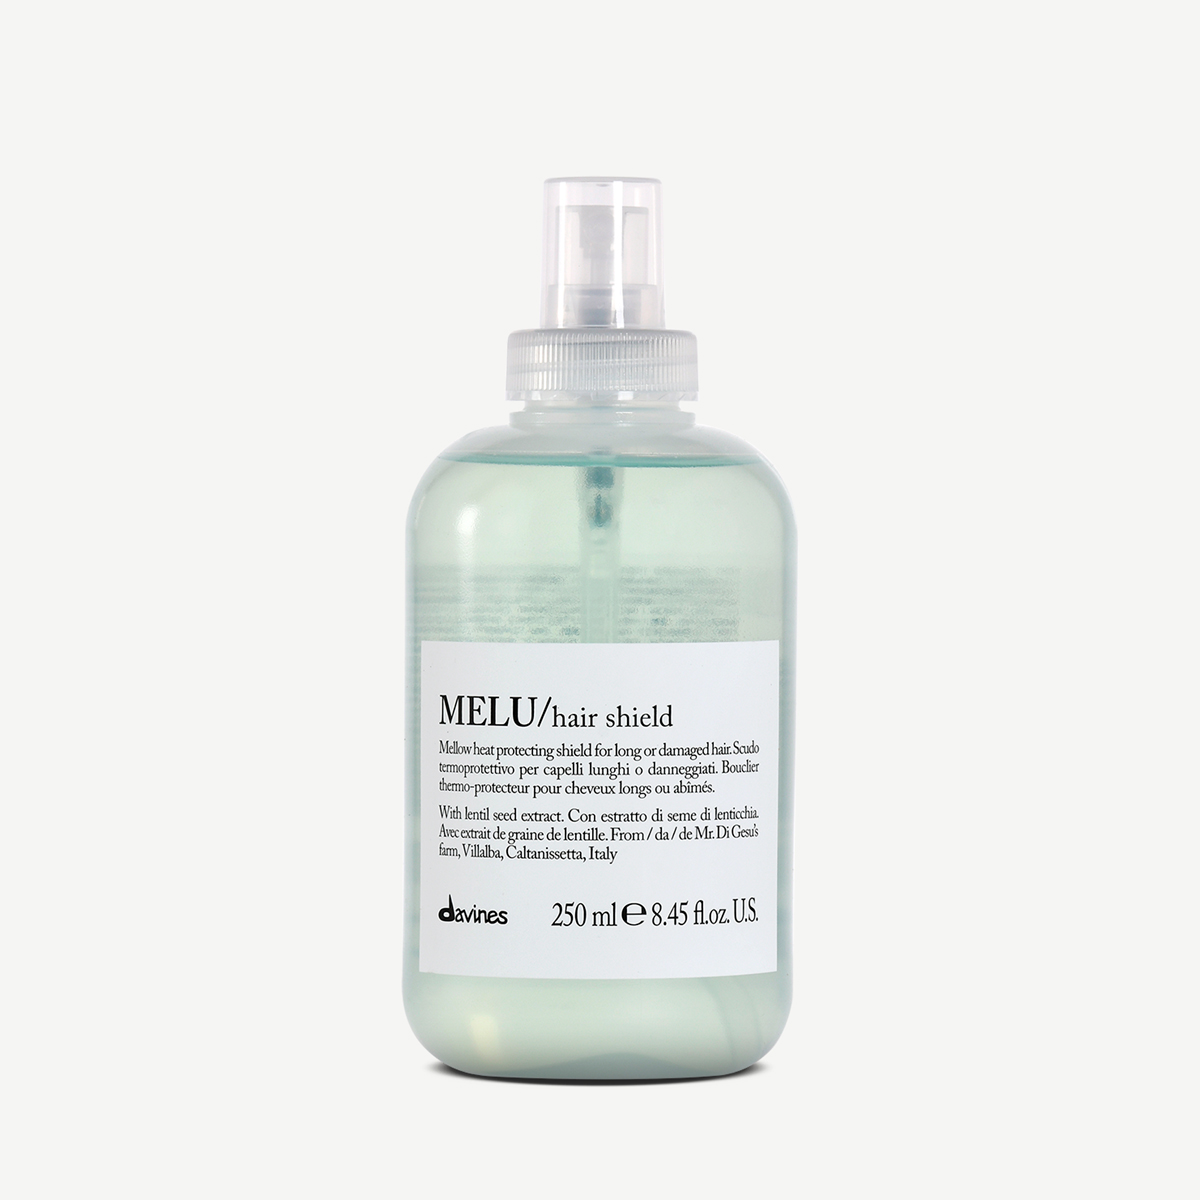 MELU/hair shield
Mellow heat protecting shield for long or damaged hair. Scudo
termoprotettivo per capelli lunghi o danneggiati. Bouclier
thermo-protecteur pour cheveux longs ou abîmés.
With lentil seed extract. Con estratto di seme di lenticchia.
Avec extrait de graine de lentille. From / da / de Mr. Di Gesu's
farm, Villalba, Caltanissetta, Italy
davines 250 ml ℮ 8.45 fl.oz. U.S.